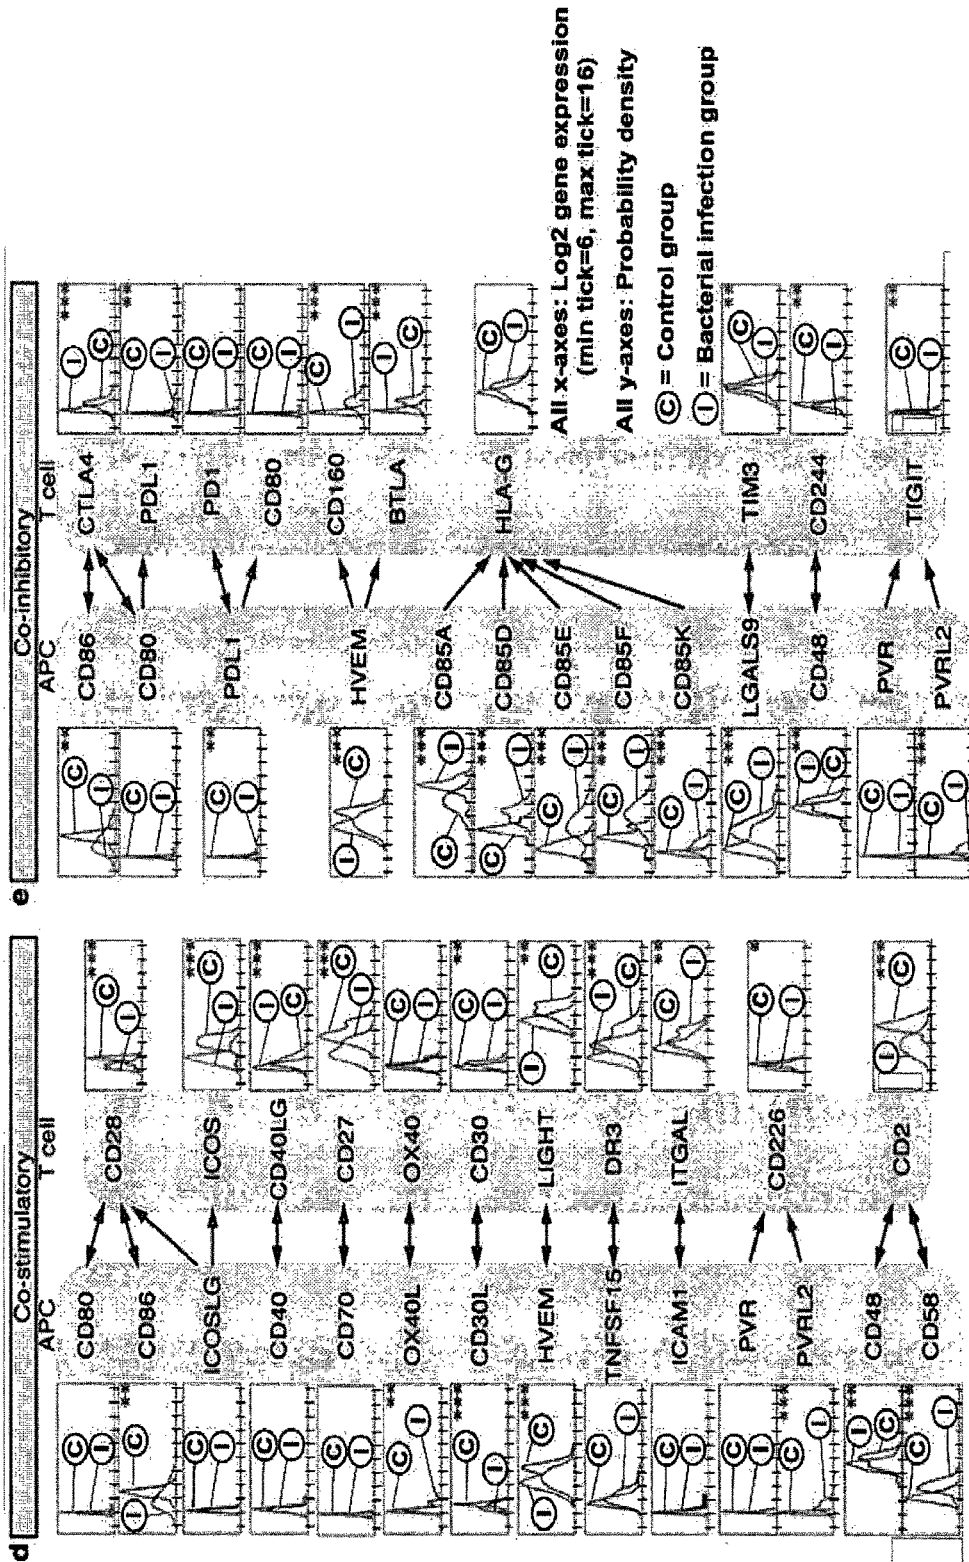 d
Co-stimulatory
APC
T cell
CD80
CD86
ICOSLG
CD40
CD70
OX40L
CD30L
HVEM
TNFSF15
ICAM1
PVR
PVRL2
CD48
CD58
CD28
ICOS
CD40LG
CD27
OX40
CD30
LIGHT
DR3
ITGAL
CD226
CD2
e
Co-inhibitory
APC
T cell
CD86
CD80
PDL1
HVEM
CD85A
CD85D
CD85E
CD85F
CD85K
LGALS9
CD48
PVR
PVRL2
CTLA4
PDL1
PD1
CD80
CD160
BTLA
HLA-G
TIM3
CD244
TIGIT
All x-axes: Log2 gene expression
(min tick=6, max tick=16)
All y-axes: Probability density
C = Control group
I = Bacterial infection group